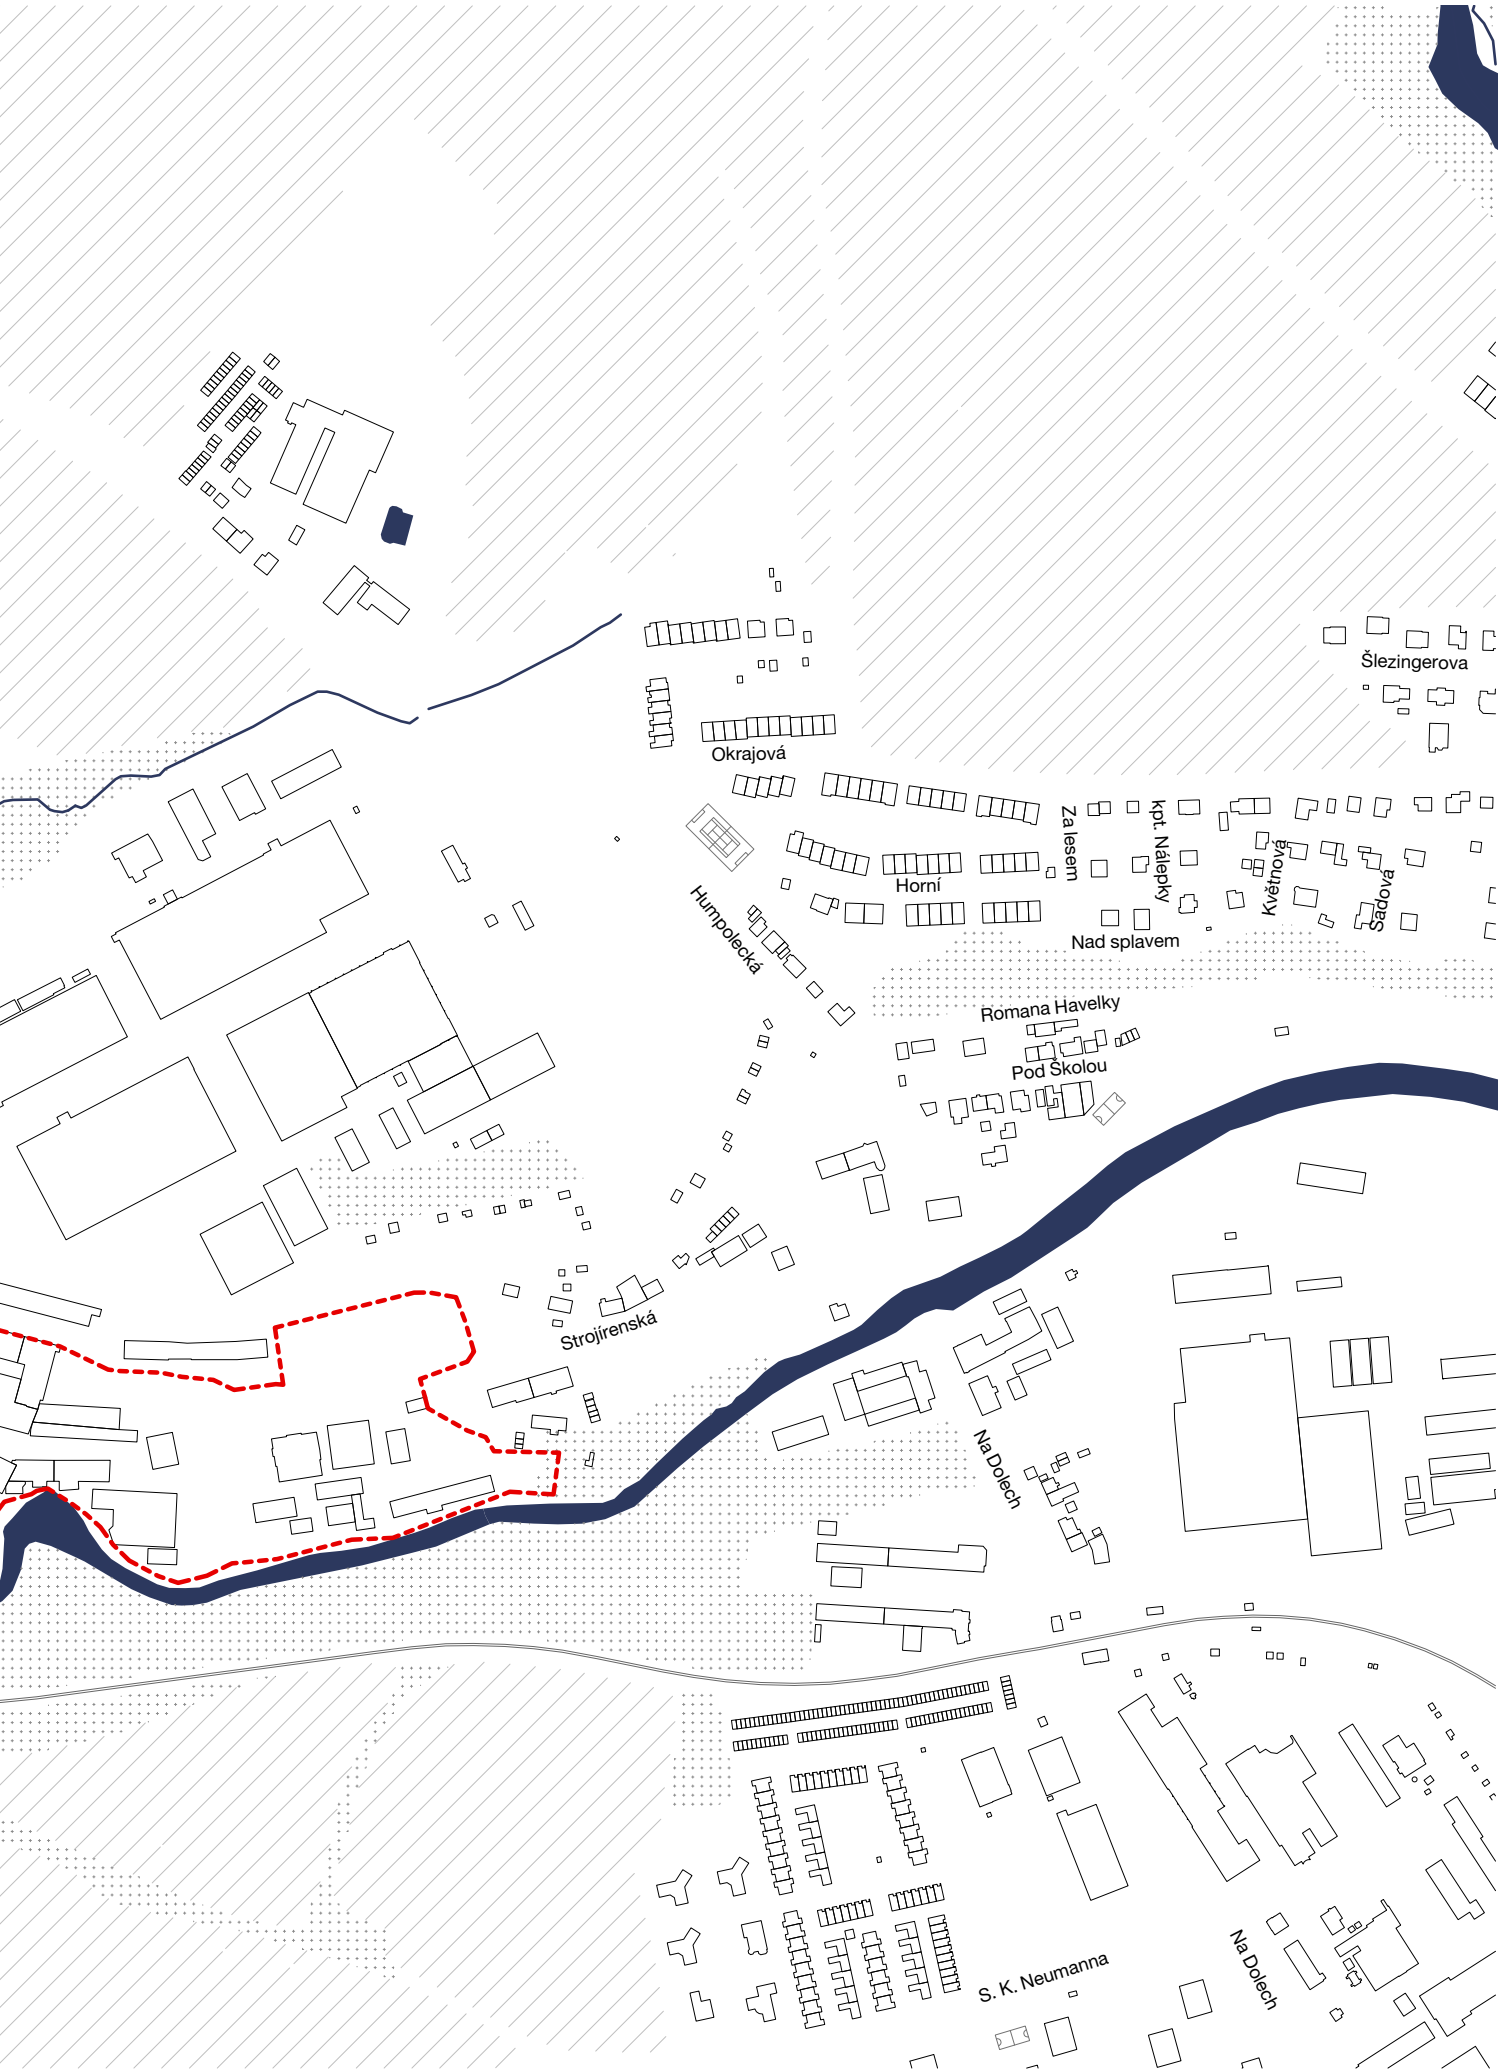 Šlezingerova
Okrajová
Za lesem
kpt. Nálepky
Květnová
Sadová
Horní
Humpolecká
Nad splavem
Romana Havelky
Pod Školou
Strojírenská
Na Dolech
Na Dolech
S. K. Neumanna